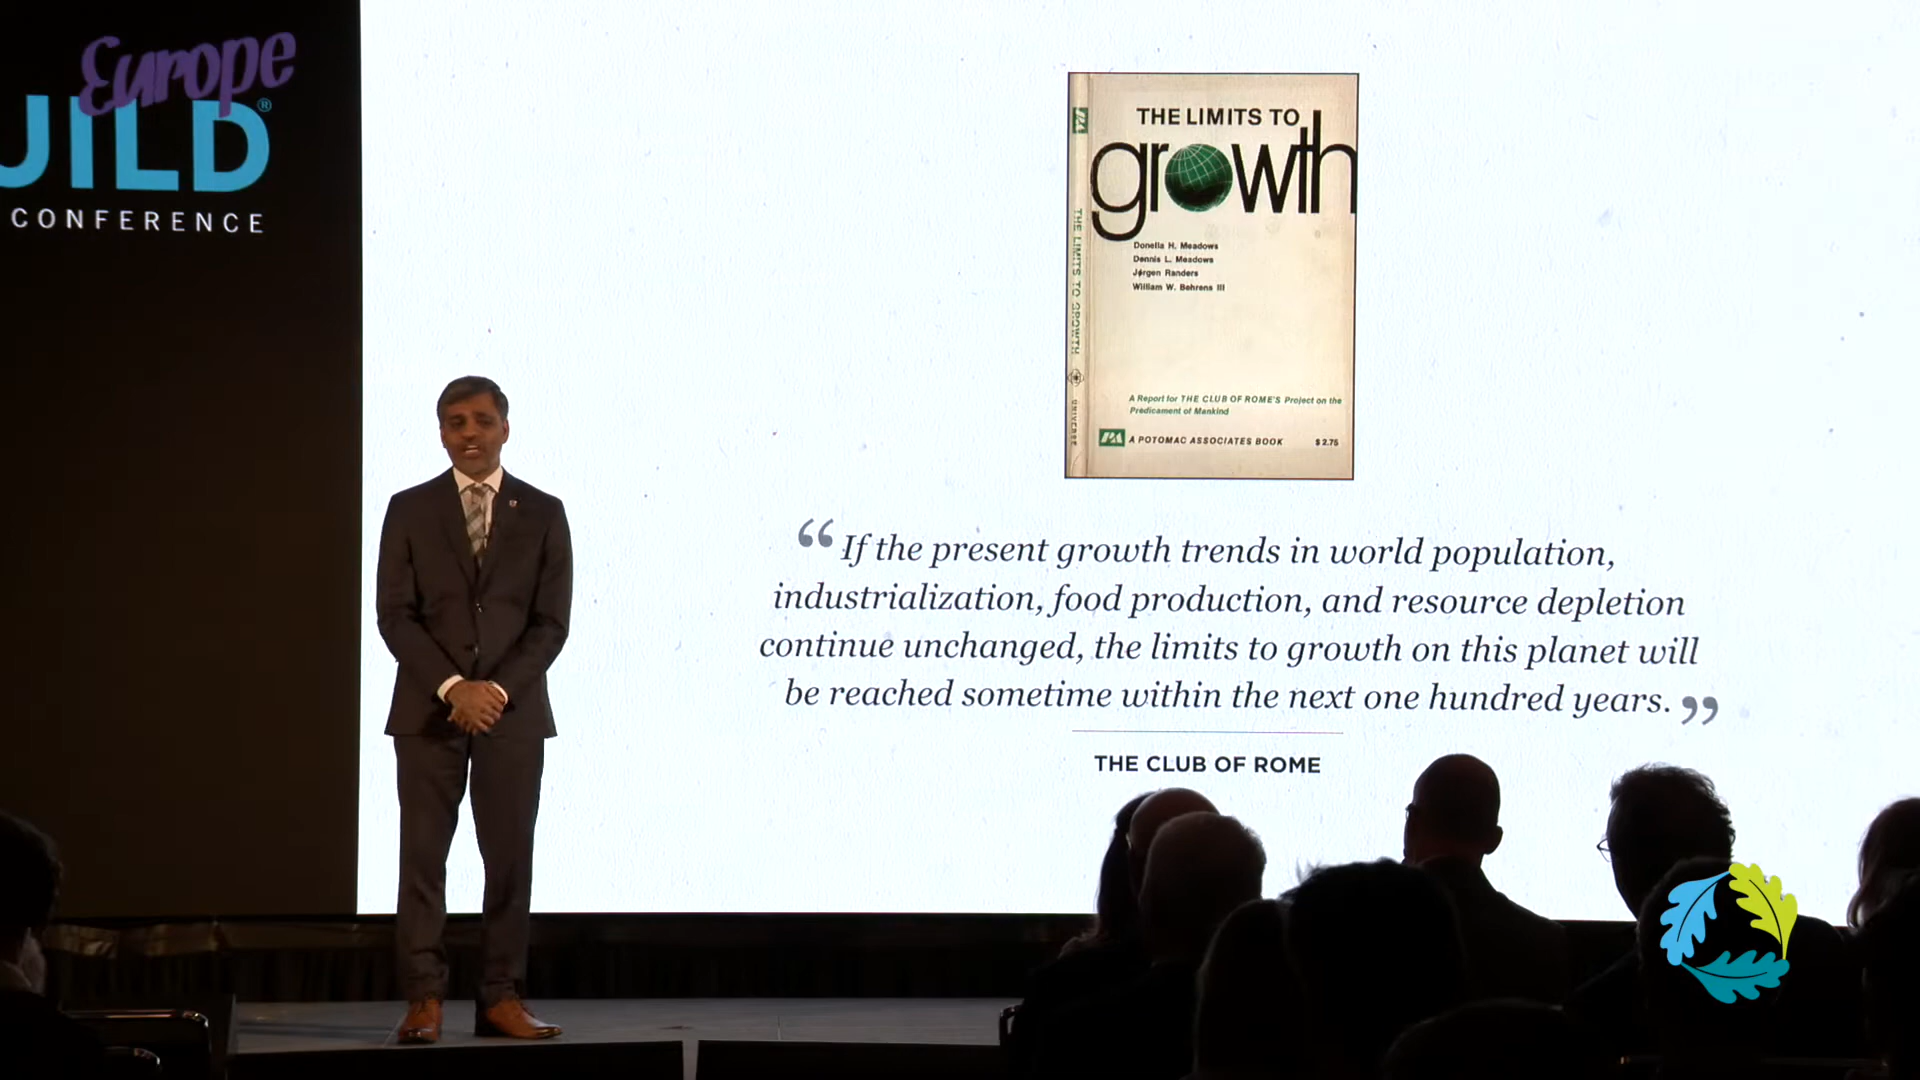 Europe
UILD®
CONFERENCE
THE LIMITS TO
growth
Donella H. Meadows
Dennis L. Meadows
Jørgen Randers
William W. Behrens III
A Report for THE CLUB OF ROME'S Project on the
Predicament of Mankind
A POTOMAC ASSOCIATES BOOK $2.75
THE LIMITS TO GROWTH
UNIVERSE
“If the present growth trends in world population,
industrialization, food production, and resource depletion
continue unchanged, the limits to growth on this planet will
be reached sometime within the next one hundred years.”
THE CLUB OF ROME